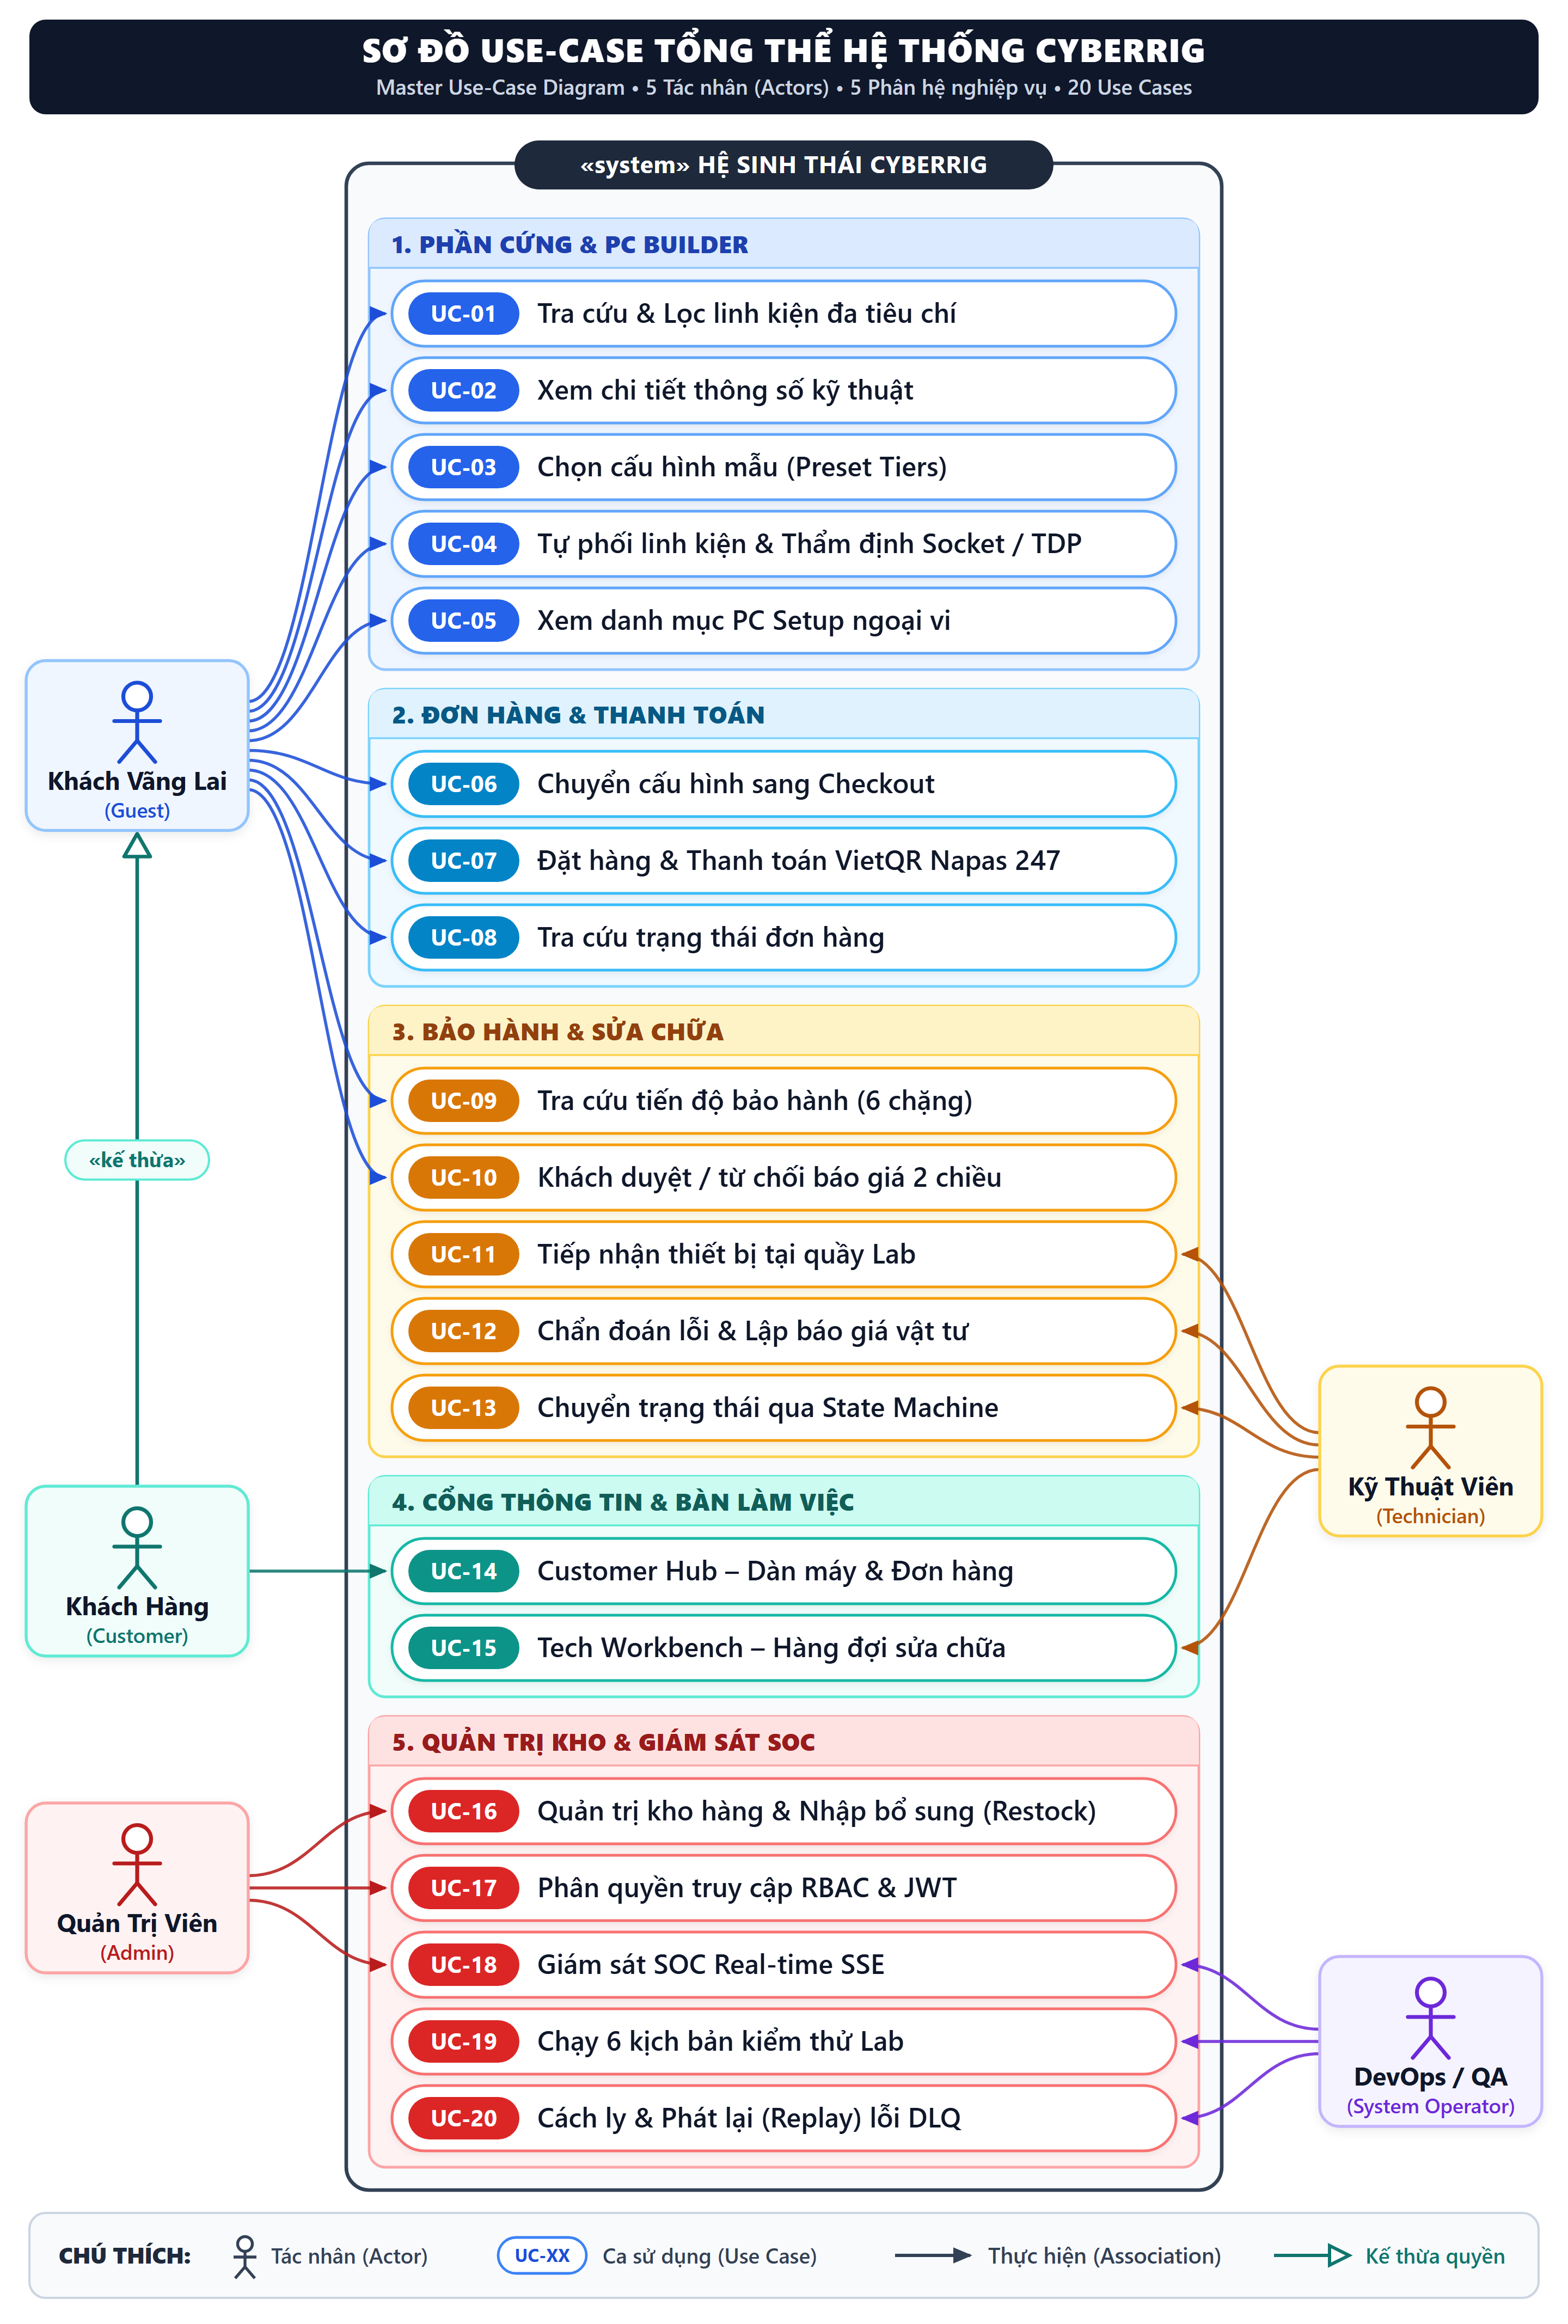 SƠ ĐỒ USE-CASE TỔNG THỂ HỆ THỐNG CYBERRIG
Master Use-Case Diagram • 5 Tác nhân (Actors) • 5 Phân hệ nghiệp vụ • 20 Use Cases
«system» HỆ SINH THÁI CYBERRIG
1. PHẦN CỨNG & PC BUILDER
UC-01 Tra cứu & Lọc linh kiện đa tiêu chí
UC-02 Xem chi tiết thông số kỹ thuật
UC-03 Chọn cấu hình mẫu (Preset Tiers)
UC-04 Tự phối linh kiện & Thẩm định Socket / TDP
UC-05 Xem danh mục PC Setup ngoại vi
Khách Vãng Lai
(Guest)
2. ĐƠN HÀNG & THANH TOÁN
UC-06 Chuyển cấu hình sang Checkout
UC-07 Đặt hàng & Thanh toán VietQR Napas 247
UC-08 Tra cứu trạng thái đơn hàng
3. BẢO HÀNH & SỬA CHỮA
UC-09 Tra cứu tiến độ bảo hành (6 chặng)
«kế thừa»
UC-10 Khách duyệt / từ chối báo giá 2 chiều
UC-11 Tiếp nhận thiết bị tại quầy Lab
UC-12 Chẩn đoán lỗi & Lập báo giá vật tư
UC-13 Chuyển trạng thái qua State Machine
Kỹ Thuật Viên
(Technician)
4. CỔNG THÔNG TIN & BÀN LÀM VIỆC
UC-14 Customer Hub – Dàn máy & Đơn hàng
Khách Hàng
(Customer)
UC-15 Tech Workbench – Hàng đợi sửa chữa
5. QUẢN TRỊ KHO & GIÁM SÁT SOC
UC-16 Quản trị kho hàng & Nhập bổ sung (Restock)
UC-17 Phân quyền truy cập RBAC & JWT
Quản Trị Viên
(Admin)
UC-18 Giám sát SOC Real-time SSE
UC-19 Chạy 6 kịch bản kiểm thử Lab
DevOps / QA
(System Operator)
UC-20 Cách ly & Phát lại (Replay) lỗi DLQ
CHÚ THÍCH: Tác nhân (Actor) UC-XX Ca sử dụng (Use Case) Thực hiện (Association) Kế thừa quyền